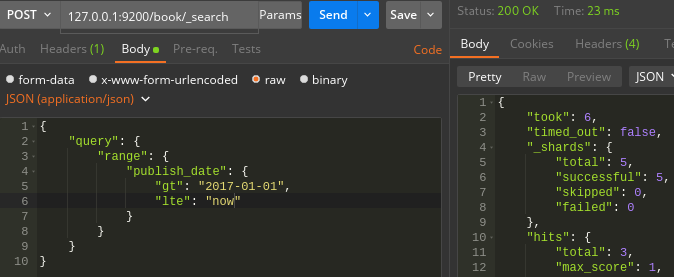 POST 127.0.0.1:9200/book/_search Params Send Save
Auth Headers (1) Body Pre-req. Tests Code
form-data x-www-form-urlencoded raw binary
JSON (application/json)
1 {
2 "query": {
3 "range": {
4 "publish_date": {
5 "gt": "2017-01-01",
6 "lte": "now"
7 }
8 }
9 }
10 }
Status: 200 OK Time: 23 ms
Body Cookies Headers (4) Te
Pretty Raw Preview JSON
1 {
2 "took": 6,
3 "timed_out": false,
4 "_shards": {
5 "total": 5,
6 "successful": 5,
7 "skipped": 0,
8 "failed": 0
9 },
10 "hits": {
11 "total": 3,
12 "max_score": 1,